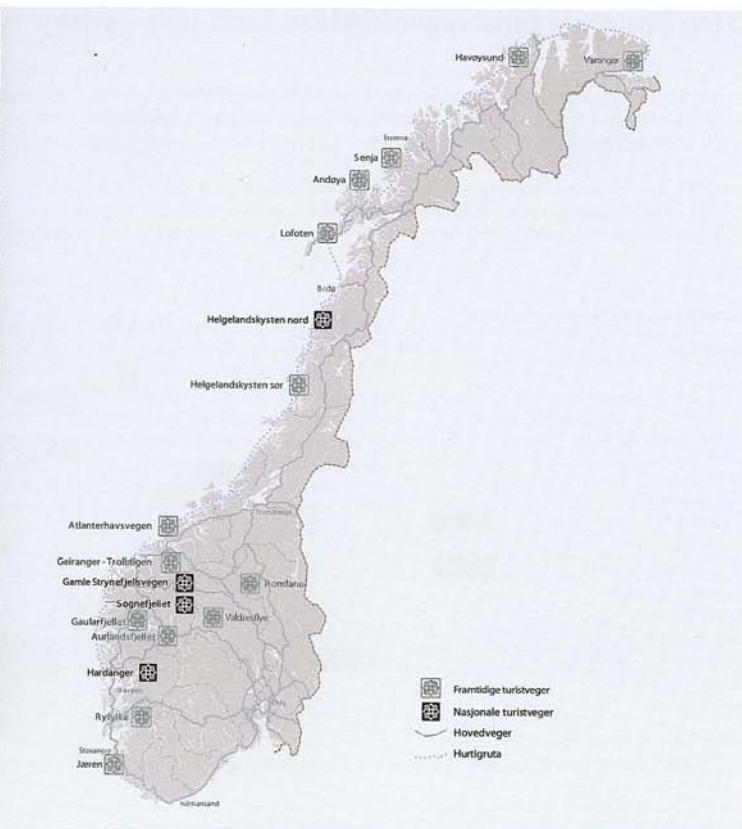 Havøysund
Varanger
Tromsø
Senja
Andøya
Lofoten
Bodø
Helgelandskysten nord
Helgelandskysten sør
Trondheim
Atlanterhavsvegen
Geiranger - Trollstigen
Gamle Strynefjellsvegen
Rondane
Sognefjellet
Gaularfjellet
Valdresflye
Aurlandsfjellet
Hardanger
Bergen
Oslo
Ryfylke
Stavanger
Jæren
Kristiansand
Framtidige turistveger
Nasjonale turistveger
Hovedveger
Hurtigruta